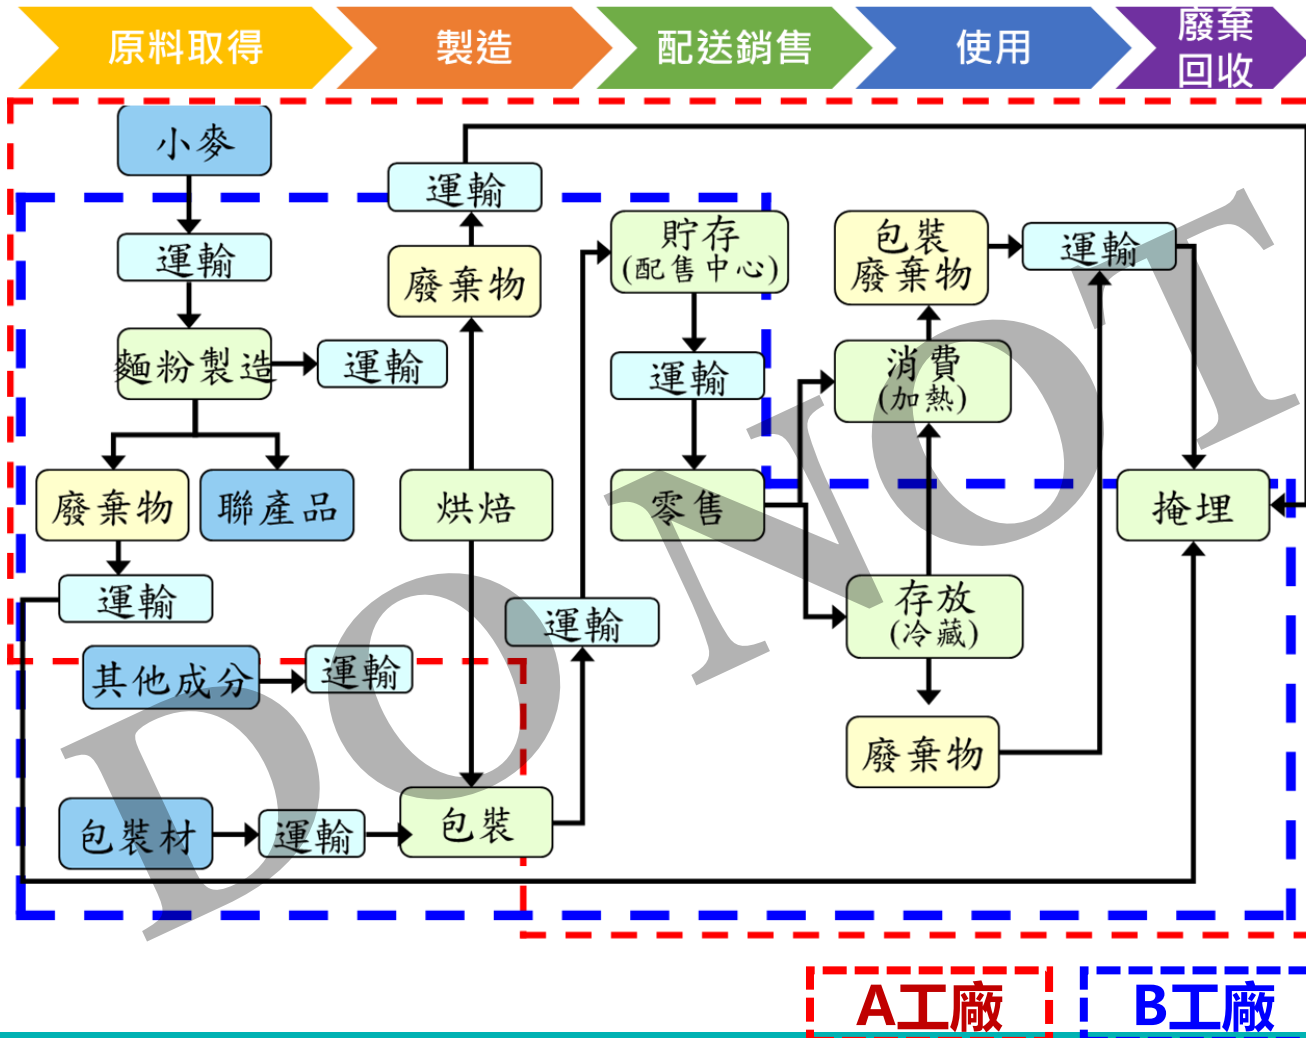 原料取得
製造
配送銷售
使用
廢棄
回收
小麥
運輸
麵粉製造
運輸
廢棄物
聯產品
運輸
其他成分
運輸
包裝材
運輸
運輸
廢棄物
烘焙
包裝
運輸
貯存
(配售中心)
運輸
零售
包裝
廢棄物
運輸
消費
(加熱)
存放
(冷藏)
廢棄物
掩埋
DO NOT
A工廠
B工廠